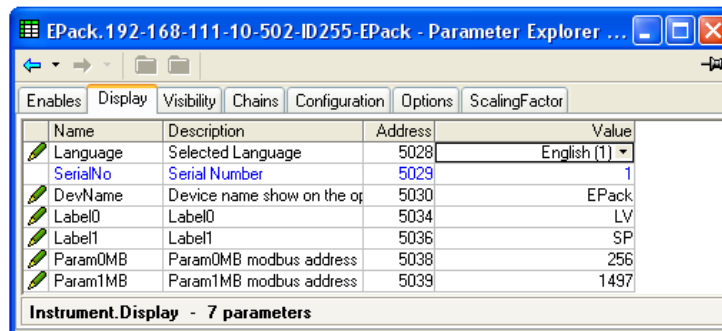 EPack.192-168-111-10-502-ID255-EPack - Parameter Explorer ...
Enables Display Visibility Chains Configuration Options ScalingFactor
Name Description Address Value
Language Selected Language 5028 English (1)
SerialNo Serial Number 5029 1
DevName Device name show on the op 5030 EPack
Label0 Label0 5034 LV
Label1 Label1 5036 SP
Param0MB Param0MB modbus address 5038 256
Param1MB Param1MB modbus address 5039 1497
Instrument.Display - 7 parameters